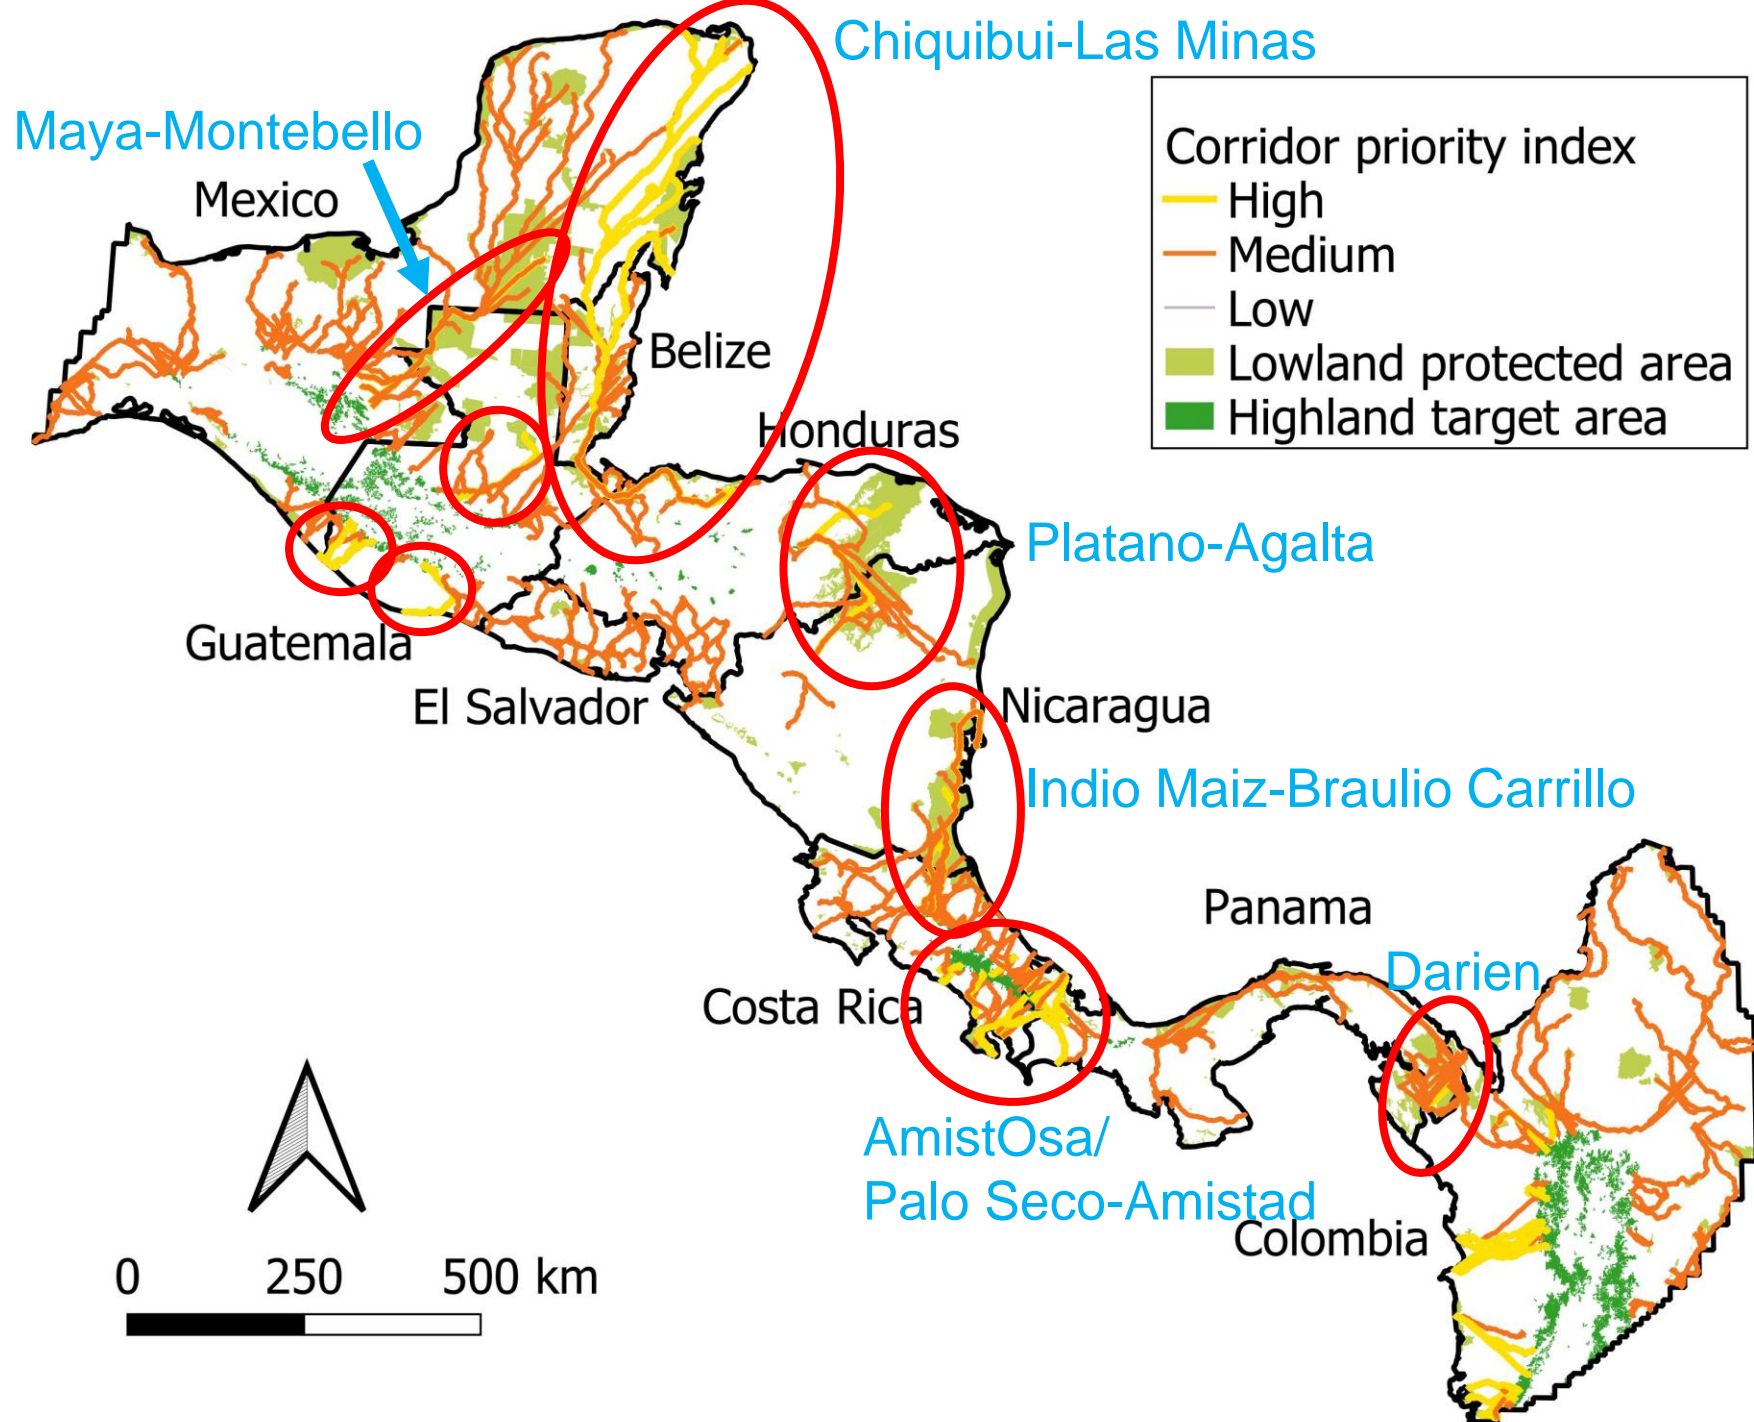 Chiquibui-Las Minas
Maya-Montebello
Mexico
Corridor priority index
High
Medium
Low
Lowland protected area
Highland target area
Belize
Honduras
Platano-Agalta
Guatemala
El Salvador
Nicaragua
Indio Maiz-Braulio Carrillo
Panama
Darien
Costa Rica
AmistOsa/
Palo Seco-Amistad
Colombia
0 250 500 km